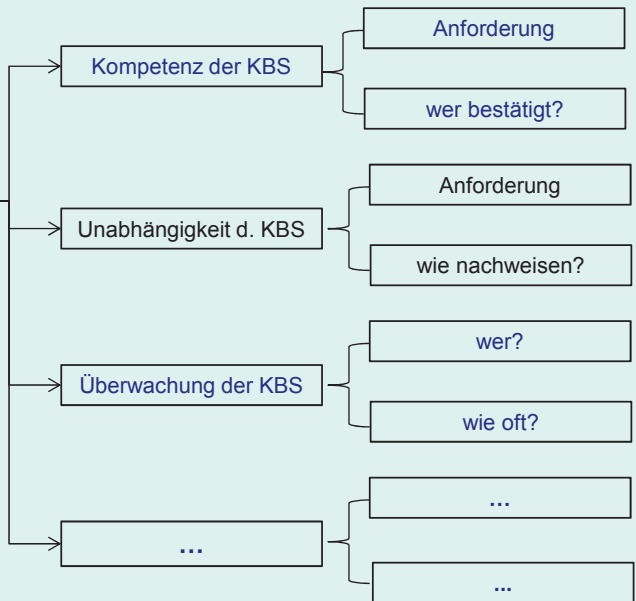 Anforderung
Kompetenz der KBS
wer bestätigt?
Anforderung
Unabhängigkeit d. KBS
wie nachweisen?
wer?
Überwachung der KBS
wie oft?
…
…
...